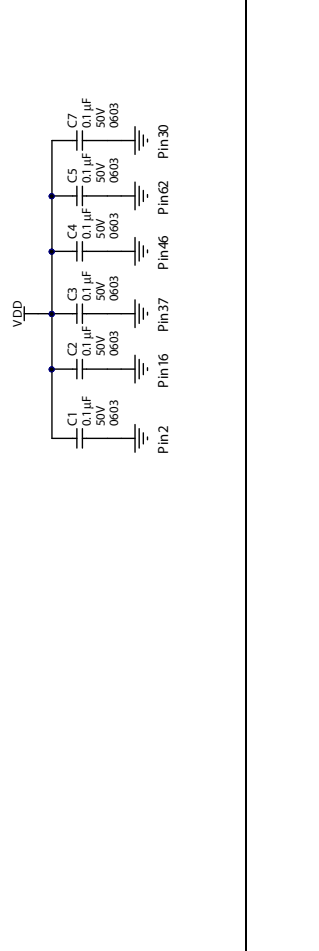 VDD
C1
0.1 µF
50V
0603
Pin2
C2
0.1 µF
50V
0603
Pin16
C3
0.1 µF
50V
0603
Pin37
C4
0.1 µF
50V
0603
Pin46
C5
0.1 µF
50V
0603
Pin62
C7
0.1 µF
50V
0603
Pin30